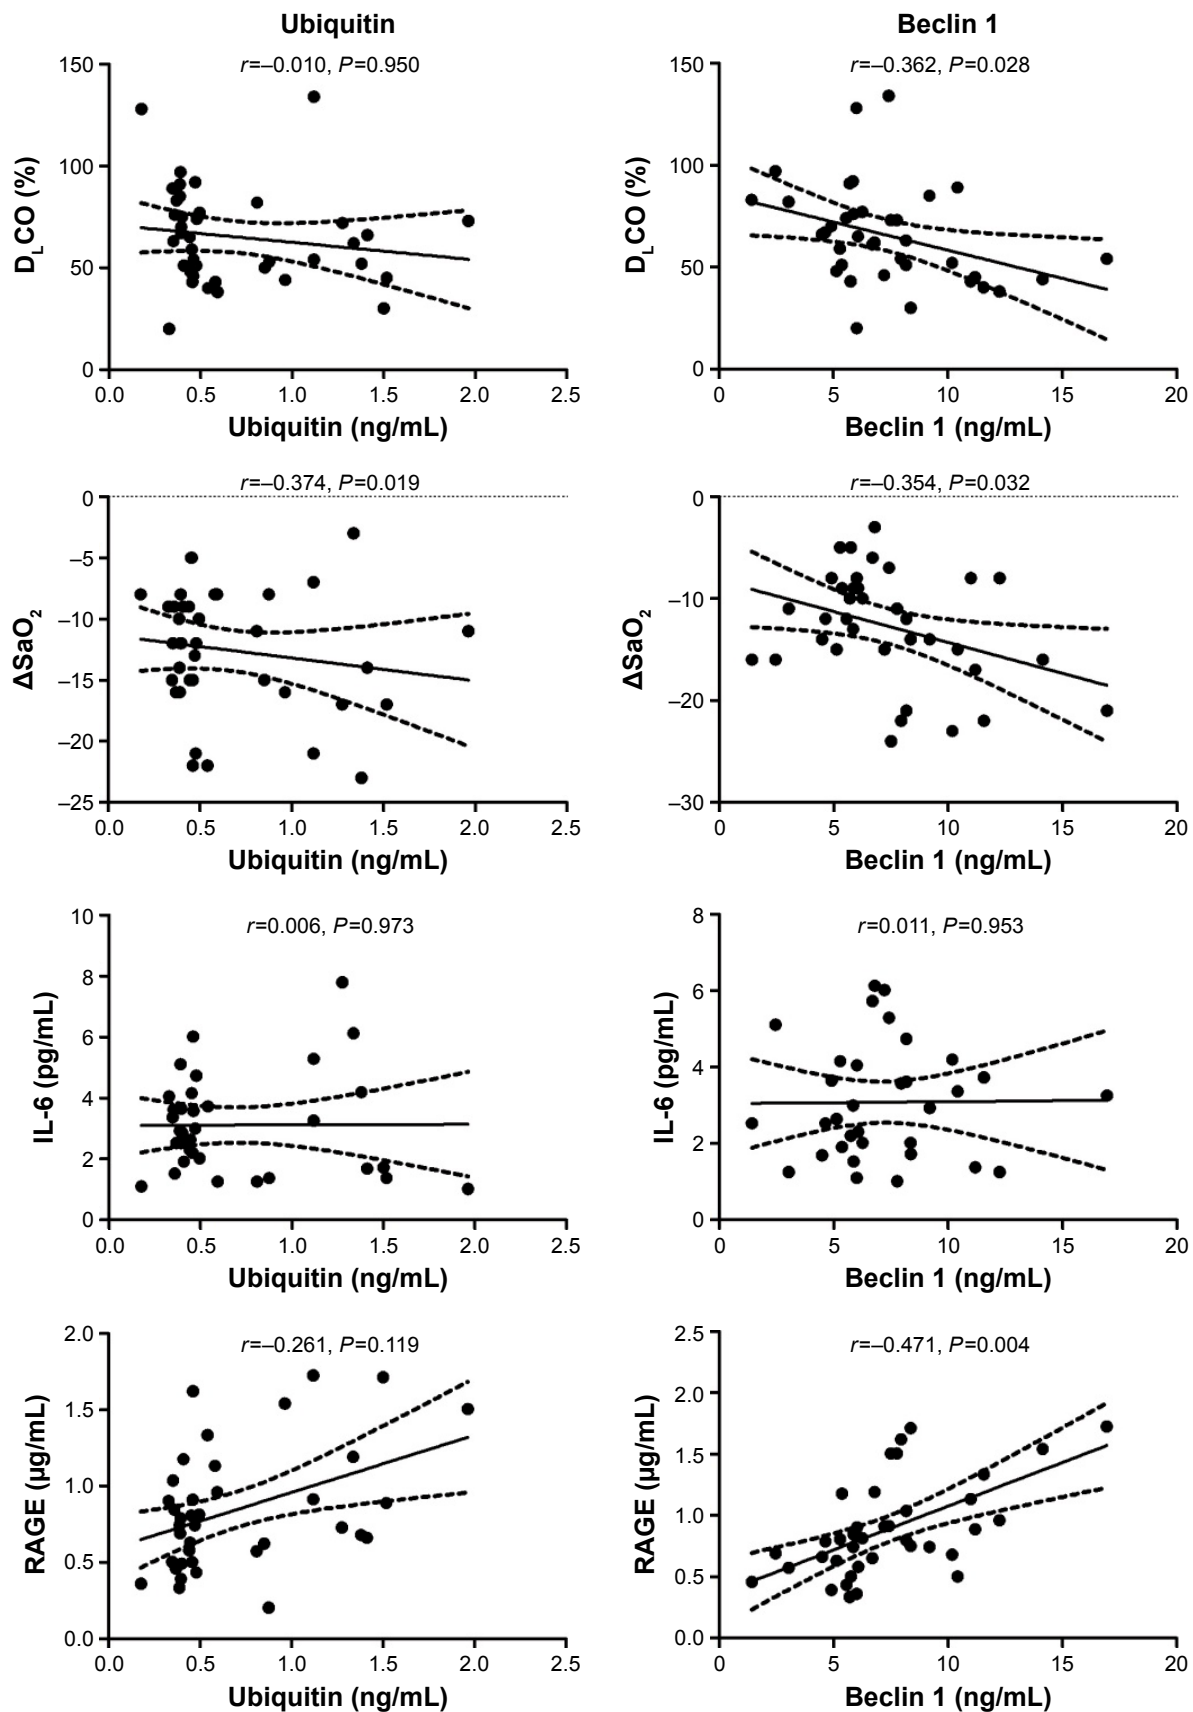 Ubiquitin
Beclin 1
r=–0.010, P=0.950
150
100
50
0
D_L CO (%)
0.0 0.5 1.0 1.5 2.0 2.5
Ubiquitin (ng/mL)
r=–0.362, P=0.028
150
100
50
0
D_L CO (%)
0 5 10 15 20
Beclin 1 (ng/mL)
r=–0.374, P=0.019
0
–5
–10
–15
–20
–25
ΔSaO₂
0.0 0.5 1.0 1.5 2.0 2.5
Ubiquitin (ng/mL)
r=–0.354, P=0.032
0
–10
–20
–30
ΔSaO₂
0 5 10 15 20
Beclin 1 (ng/mL)
r=0.006, P=0.973
10
8
6
4
2
0
IL-6 (pg/mL)
0.0 0.5 1.0 1.5 2.0 2.5
Ubiquitin (ng/mL)
r=0.011, P=0.953
8
6
4
2
0
IL-6 (pg/mL)
0 5 10 15 20
Beclin 1 (ng/mL)
r=–0.261, P=0.119
2.0
1.5
1.0
0.5
0.0
RAGE (µg/mL)
0.0 0.5 1.0 1.5 2.0 2.5
Ubiquitin (ng/mL)
r=–0.471, P=0.004
2.5
2.0
1.5
1.0
0.5
0.0
RAGE (µg/mL)
0 5 10 15 20
Beclin 1 (ng/mL)